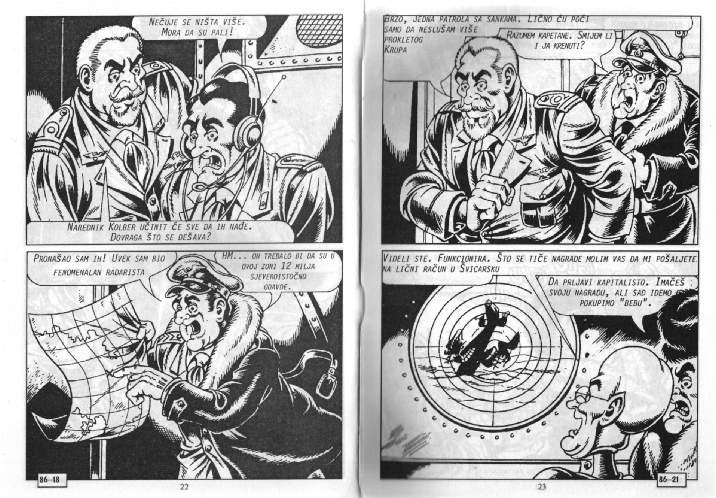 NEČUJE SE NIŠTA VIŠE.
MORA DA SU PALI!
NAREDNIK KOLBER UČINIT ĆE SVE DA IH NAĐE.
DOVRAGA ŠTO SE DEŠAVA?
PRONAŠAO SAM IH! UVEK SAM BIO
FENOMENALAN RADARISTA
HM... ON TREBALO BI DA SU U
OVOJ ZONI 12 MILJA
SJEVEROISTOČNO
ODAVDE.
86-18
22
BRZO, JEDNA PATROLA SA SANKAMA. LIČNO ĆU POĆI
SAMO DA NESLUŠAM VIŠE
PROKLETOG
KRUPA
RAZUMEM KAPETANE. SMIJEM LI
I JA KRENUTI?
VIDELI STE. FUNKCIONIRA. ŠTO SE TIČE NAGRADE MOLIM VAS DA MI POŠALJETE
NA LIČNI RAČUN U ŠVICARSKU
DA PRLJAVI KAPITALISTO. IMAĆEŠ
SVOJU NAGRADU, ALI SAD IDEMO
POKUPIMO "BEBU".
86-21
23